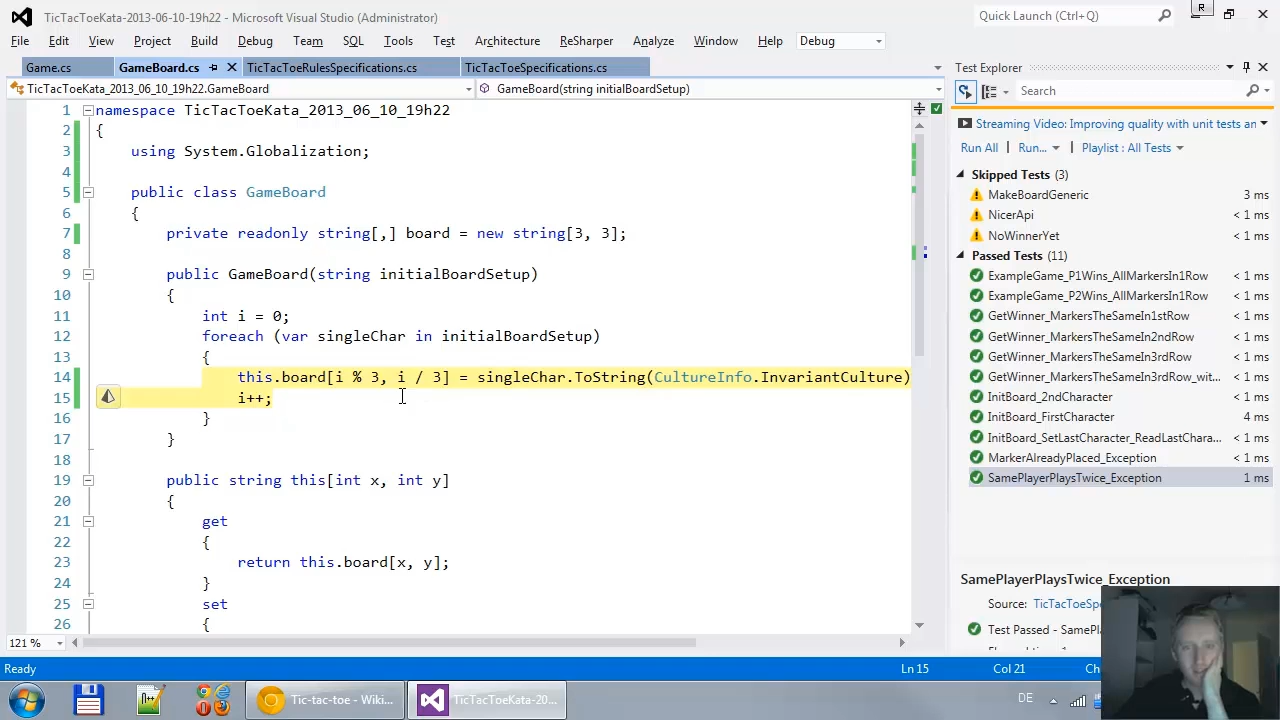 TicTacToeKata-2013-06-10-19h22 - Microsoft Visual Studio (Administrator)
Quick Launch (Ctrl+Q)
R
File Edit View Project Build Debug Team SQL Tools Test Architecture ReSharper Analyze Window Help Debug
Game.cs GameBoard.cs TicTacToeRulesSpecifications.cs TicTacToeSpecifications.cs
TicTacToeKata_2013_06_10_19h22.GameBoard GameBoard(string initialBoardSetup)
1 namespace TicTacToeKata_2013_06_10_19h22
2 {
3 using System.Globalization;
4
5 public class GameBoard
6 {
7 private readonly string[,] board = new string[3, 3];
8
9 public GameBoard(string initialBoardSetup)
10 {
11 int i = 0;
12 foreach (var singleChar in initialBoardSetup)
13 {
14 this.board[i % 3, i / 3] = singleChar.ToString(CultureInfo.InvariantCulture)
15 i++;
16 }
17 }
18
19 public string this[int x, int y]
20 {
21 get
22 {
23 return this.board[x, y];
24 }
25 set
26 {
121 %
Test Explorer
Search
Streaming Video: Improving quality with unit tests an
Run All Run... Playlist : All Tests
Skipped Tests (3)
MakeBoardGeneric 3 ms
NicerApi < 1 ms
NoWinnerYet < 1 ms
Passed Tests (11)
ExampleGame_P1Wins_AllMarkersIn1Row < 1 ms
ExampleGame_P2Wins_AllMarkersIn1Row < 1 ms
GetWinner_MarkersTheSameIn1stRow < 1 ms
GetWinner_MarkersTheSameIn2ndRow < 1 ms
GetWinner_MarkersTheSameIn3rdRow < 1 ms
GetWinner_MarkersTheSameIn3rdRow_wit... < 1 ms
InitBoard_2ndCharacter < 1 ms
InitBoard_FirstCharacter 4 ms
InitBoard_SetLastCharacter_ReadLastChara... < 1 ms
MarkerAlreadyPlaced_Exception < 1 ms
SamePlayerPlaysTwice_Exception 1 ms
SamePlayerPlaysTwice_Exception
Source: TicTacToeSpe
Test Passed - SamePla
Ready Ln 15 Col 21 Ch
Tic-tac-toe - Wiki... TicTacToeKata-20... DE